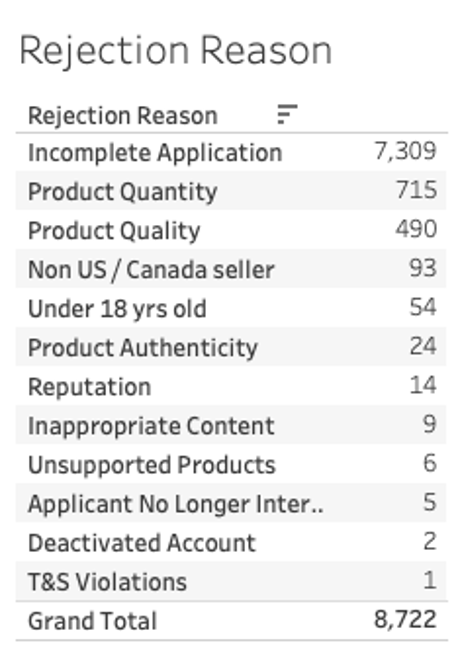 Rejection Reason
Rejection Reason
Incomplete Application 7,309
Product Quantity 715
Product Quality 490
Non US / Canada seller 93
Under 18 yrs old 54
Product Authenticity 24
Reputation 14
Inappropriate Content 9
Unsupported Products 6
Applicant No Longer Inter.. 5
Deactivated Account 2
T&S Violations 1
Grand Total 8,722